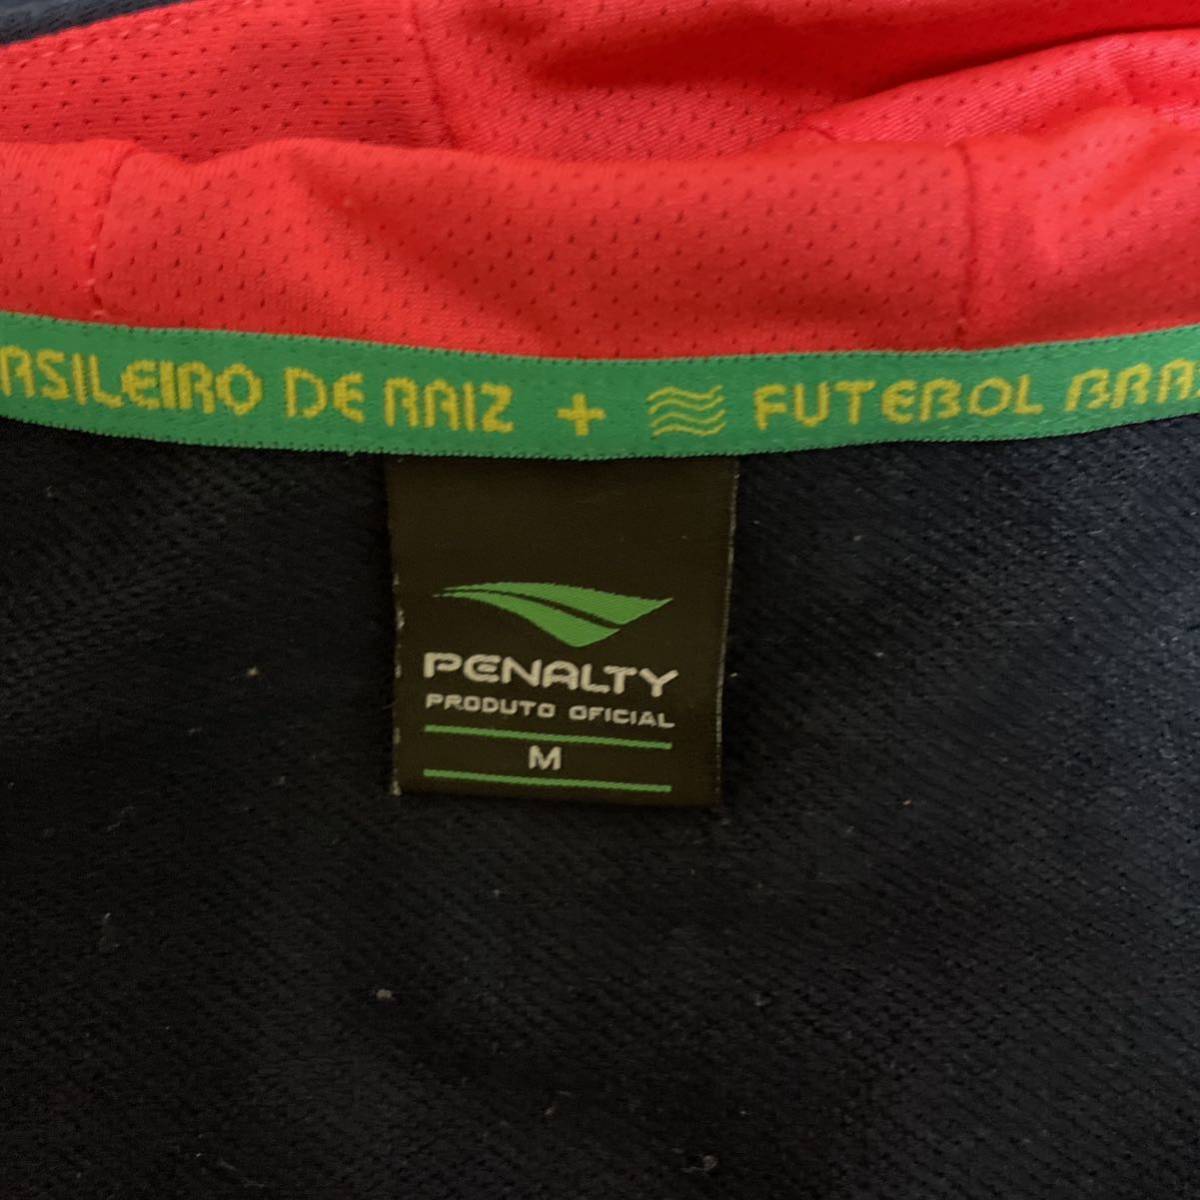 RASILEIRO DE RAIZ + FUTEBOL BRA
PENALTY
PRODUTO OFICIAL
M